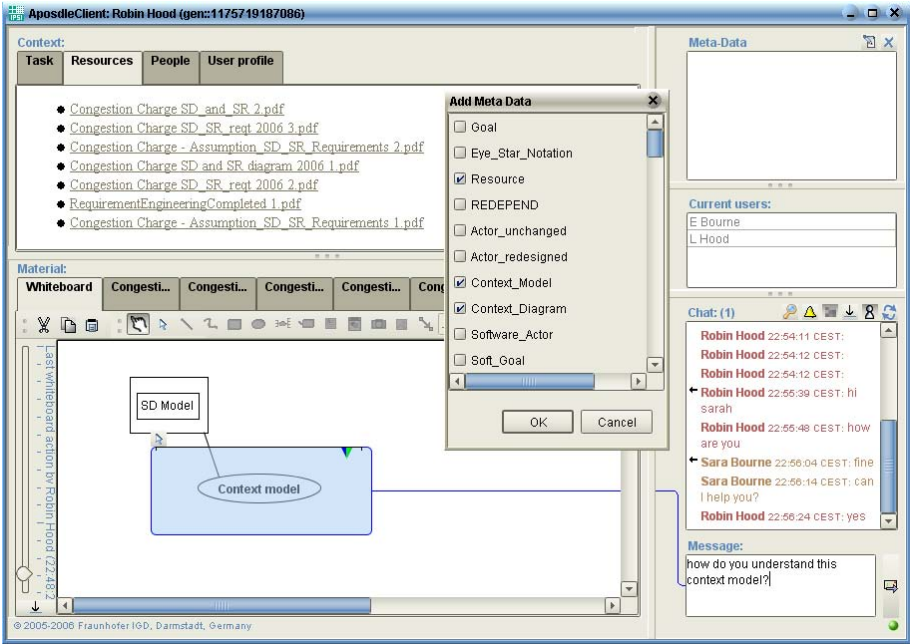 AposdleClient: Robin Hood (gen::1175719187086)
Context:
Task Resources People User profile
Congestion Charge SD_and_SR 2.pdf
Congestion Charge SD_SR_reqt 2006 3.pdf
Congestion Charge - Assumption_SD_SR_Requirements 2.pdf
Congestion Charge SD and SR diagram 2006 1.pdf
Congestion Charge SD_SR_reqt 2006 2.pdf
RequirementEngineeringCompleted 1.pdf
Congestion Charge - Assumption_SD_SR_Requirements 1.pdf
Material:
Whiteboard Congesti... Congesti... Congesti... Congesti... Cong
Last whiteboard action by Robin Hood (22:48:2
SD Model
Context model
Add Meta Data
Goal
Eye_Star_Notation
Resource
REDEPEND
Actor_unchanged
Actor_redesigned
Context_Model
Context_Diagram
Software_Actor
Soft_Goal
OK Cancel
Meta-Data
Current users:
E Bourne
L Hood
Chat: (1)
Robin Hood 22:54:11 CEST:
Robin Hood 22:54:12 CEST:
Robin Hood 22:54:12 CEST:
Robin Hood 22:55:39 CEST: hi
sarah
Robin Hood 22:55:48 CEST: how
are you
Sara Bourne 22:56:04 CEST: fine
Sara Bourne 22:56:14 CEST: can
I help you?
Robin Hood 22:56:24 CEST: yes
Message:
how do you understand this
context model?
© 2005-2006 Fraunhofer IGD, Darmstadt, Germany